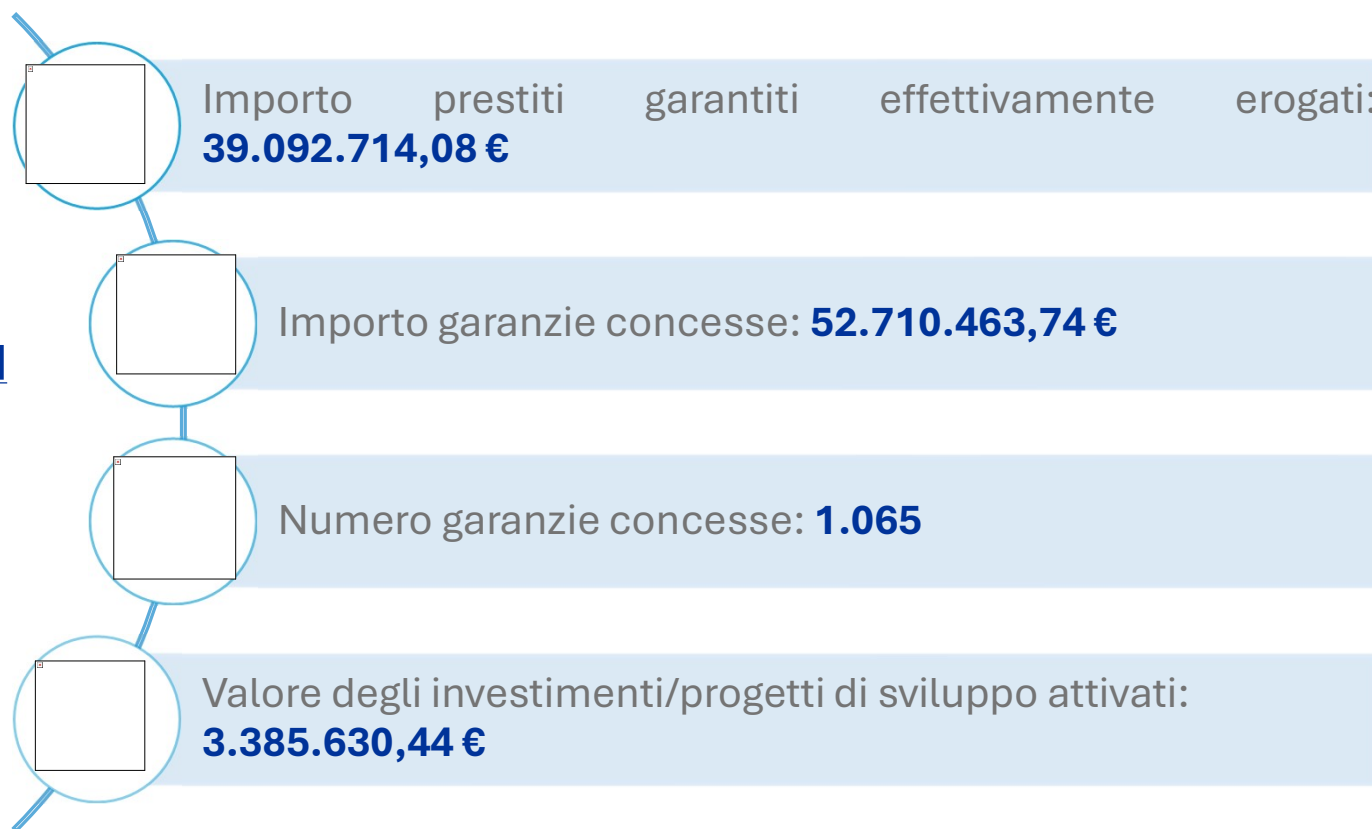 Importo prestiti garantiti effettivamente erogati:
39.092.714,08 €
Importo garanzie concesse: 52.710.463,74 €
Numero garanzie concesse: 1.065
Valore degli investimenti/progetti di sviluppo attivati:
3.385.630,44 €